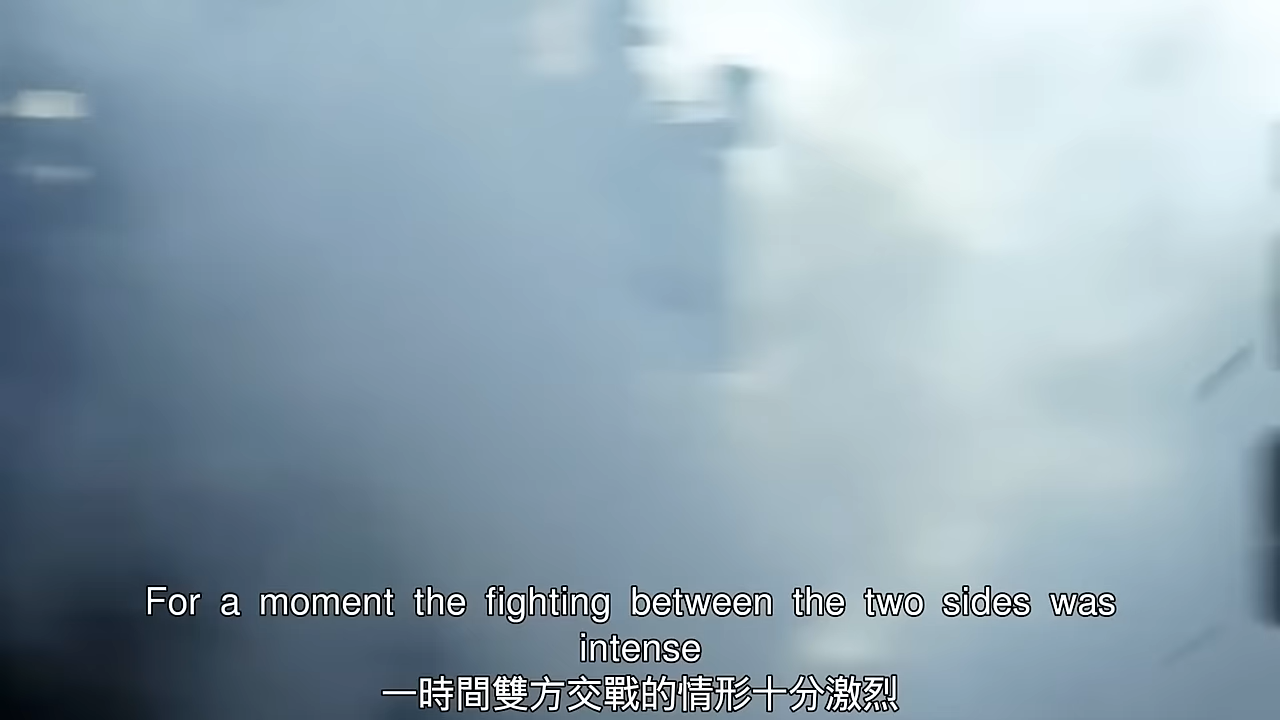 For a moment the fighting between the two sides was
intense
一時間雙方交戰的情形十分激烈